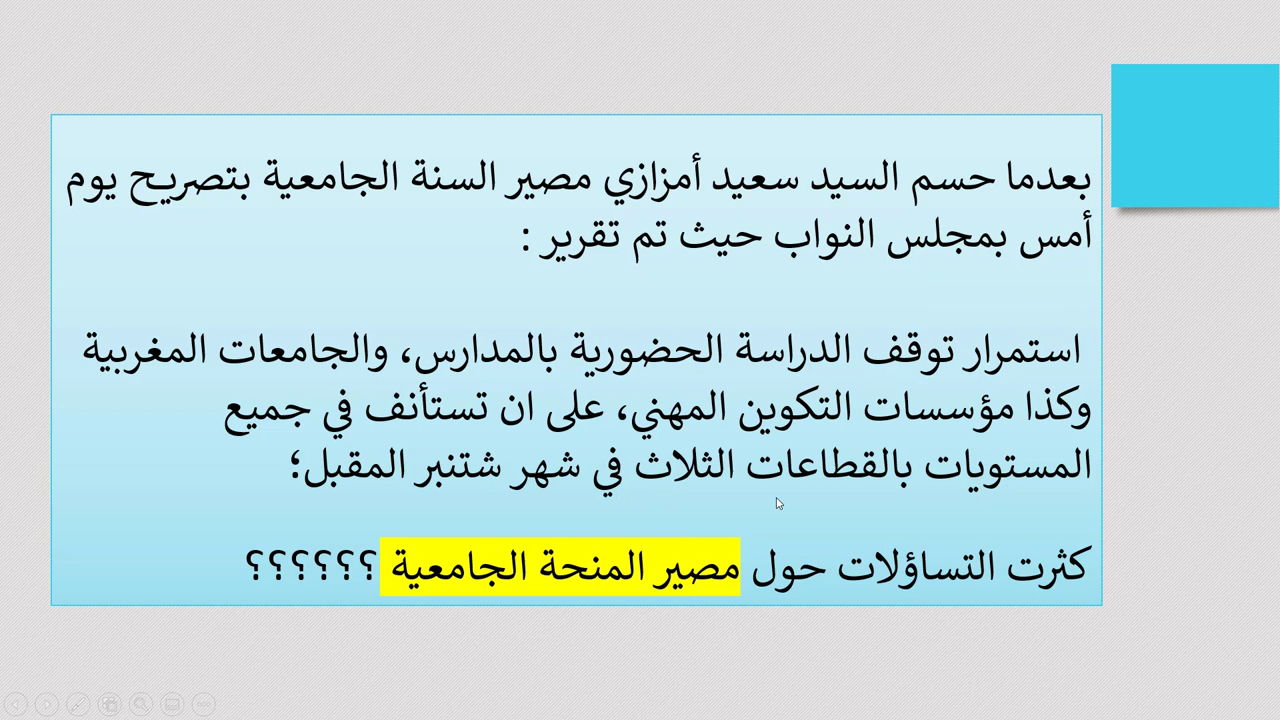 بعدما حسم السيد سعيد أمزازي مصير السنة الجامعية بتصريح يوم
أمس بمجلس النواب حيث تم تقرير :
استمرار توقف الدراسة الحضورية بالمدارس، والجامعات المغربية
وكذا مؤسسات التكوين المهني، على ان تستأنف في جميع
المستويات بالقطاعات الثلاث في شهر شتنبر المقبل؛
كثرت التساؤلات حول مصير المنحة الجامعية ؟؟؟؟؟؟